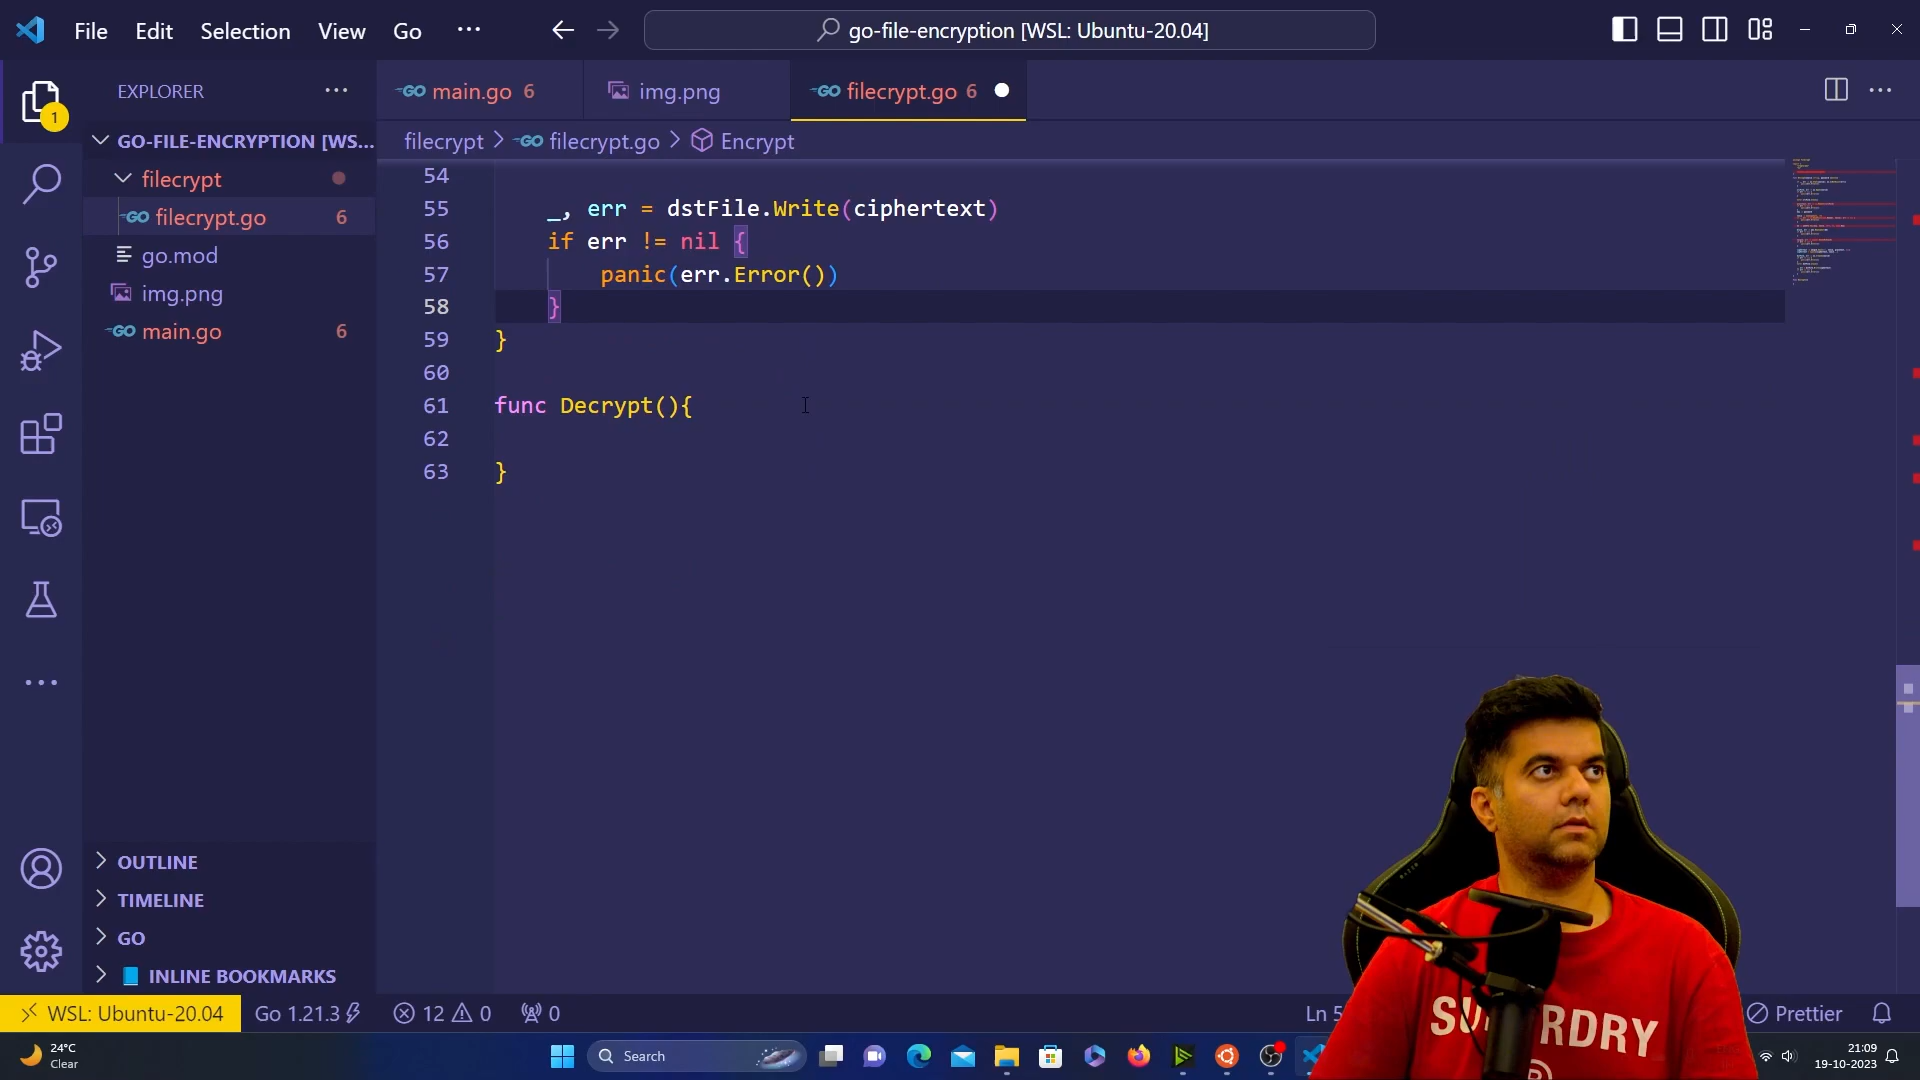 File Edit Selection View Go ···
go-file-encryption [WSL: Ubuntu-20.04]
1
EXPLORER
GO-FILE-ENCRYPTION [WS...
filecrypt
filecrypt.go 6
go.mod
img.png
main.go 6
main.go 6
img.png
filecrypt.go 6
filecrypt > filecrypt.go > Encrypt
54
55 _, err = dstFile.Write(ciphertext)
56 if err != nil {
57 panic(err.Error())
58 }
59 }
60
61 func Decrypt(){
62
63 }
OUTLINE
TIMELINE
GO
INLINE BOOKMARKS
WSL: Ubuntu-20.04 Go 1.21.3 12 0 0
Ln 5
Prettier
24°C
Clear
Search
21:09
19-10-2023